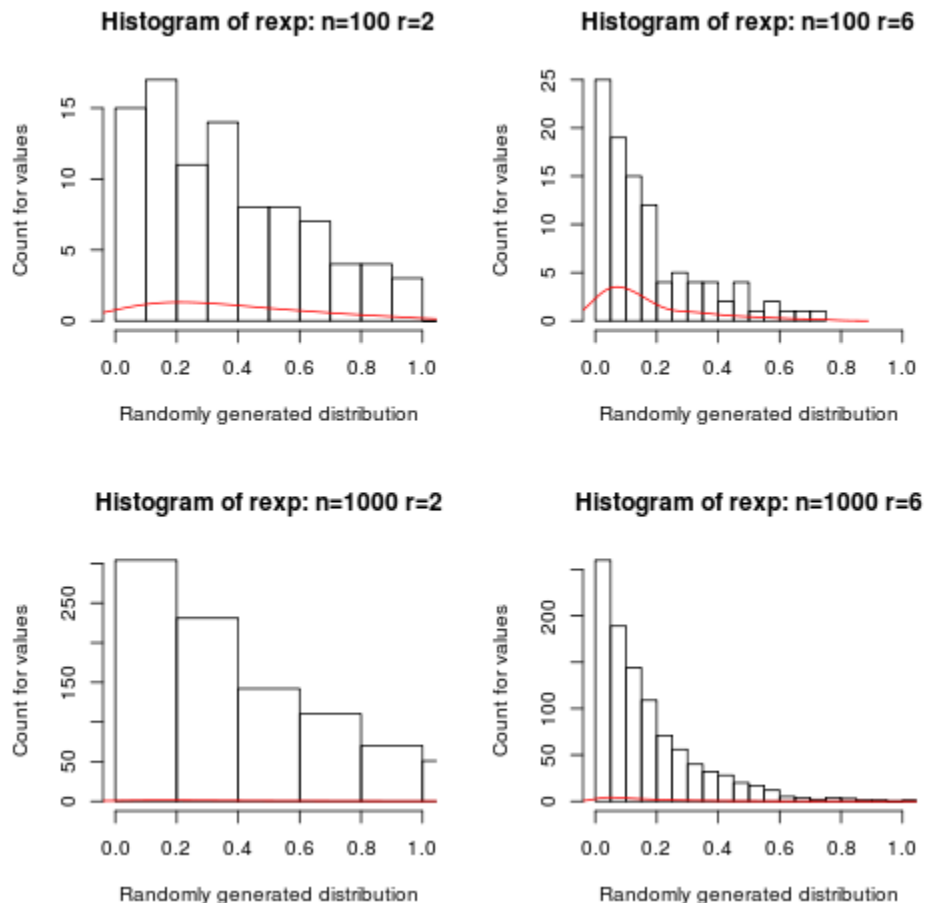 Histogram of rexp: n=100 r=2
Count for values
0 5 10 15
0.0 0.2 0.4 0.6 0.8 1.0
Randomly generated distribution
Histogram of rexp: n=100 r=6
Count for values
0 5 10 15 20 25
0.0 0.2 0.4 0.6 0.8 1.0
Randomly generated distribution
Histogram of rexp: n=1000 r=2
Count for values
0 50 150 250
0.0 0.2 0.4 0.6 0.8 1.0
Randomly generated distribution
Histogram of rexp: n=1000 r=6
Count for values
0 50 100 200
0.0 0.2 0.4 0.6 0.8 1.0
Randomly generated distribution